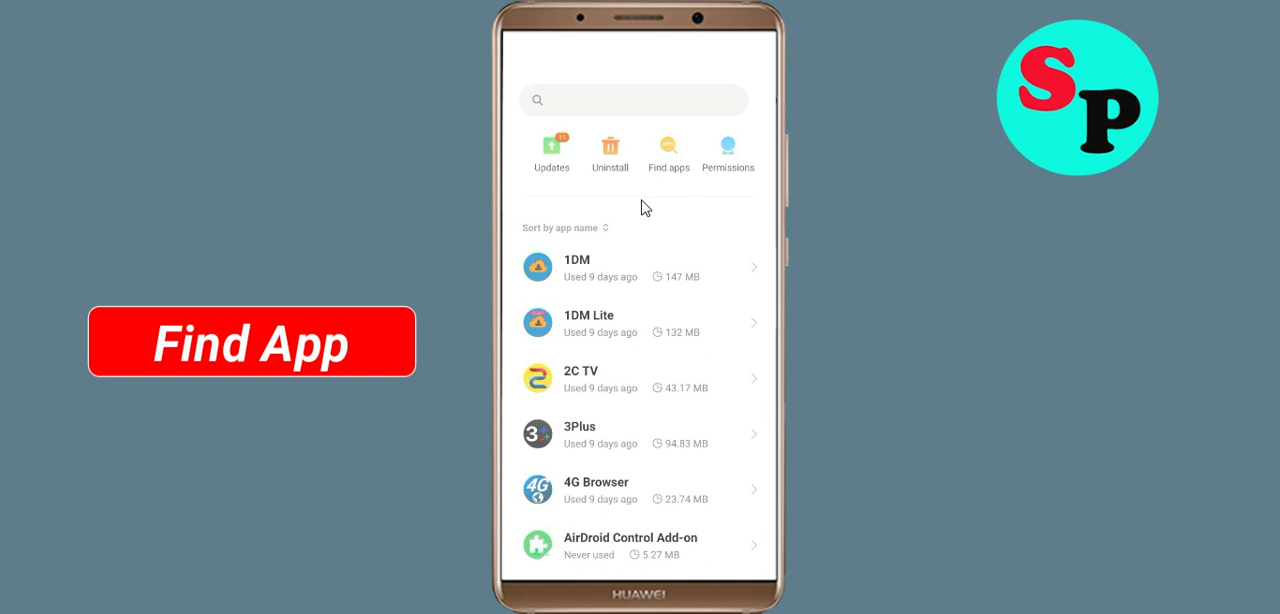 S
P
11
Updates
Uninstall
Find apps
Permissions
Sort by app name
1DM
Used 9 days ago
147 MB
1DM Lite
Used 9 days ago
132 MB
Find App
2C TV
Used 9 days ago
43.17 MB
3+
3Plus
Used 9 days ago
94.83 MB
4G
4G Browser
Used 9 days ago
23.74 MB
AirDroid Control Add-on
Never used
5.27 MB
HUAWEI